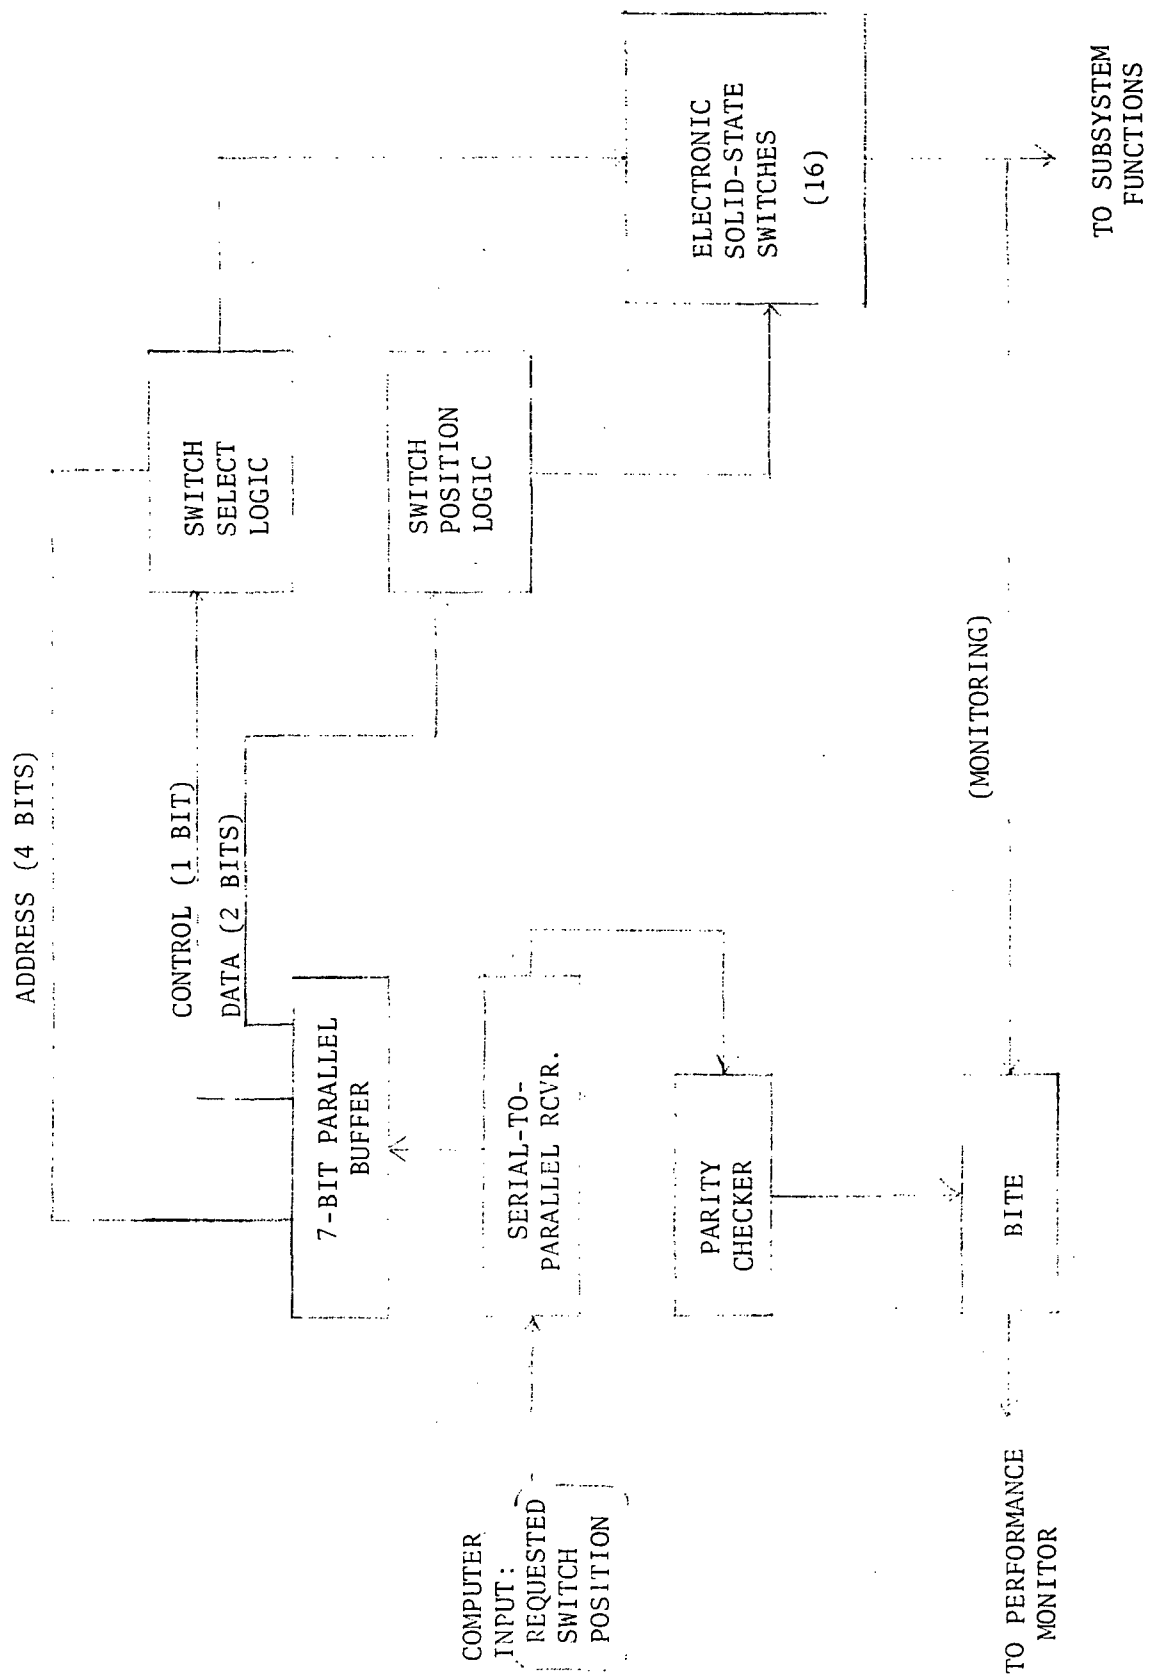 ADDRESS (4 BITS)
CONTROL (1 BIT)
DATA (2 BITS)
SWITCH
SELECT
LOGIC
7-BIT PARALLEL
BUFFER
SWITCH
POSITION
LOGIC
COMPUTER
INPUT:
REQUESTED
SWITCH
POSITION
SERIAL-TO-
PARALLEL RCVR.
ELECTRONIC
SOLID-STATE
SWITCHES
(16)
PARITY
CHECKER
(MONITORING)
TO PERFORMANCE
MONITOR
BITE
TO SUBSYSTEM
FUNCTIONS